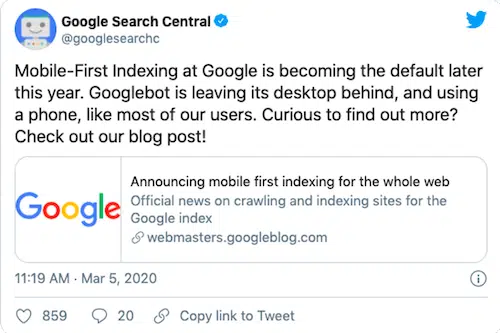 Google Search Central
@googlesearchc
Mobile-First Indexing at Google is becoming the default later
this year. Googlebot is leaving its desktop behind, and using
a phone, like most of our users. Curious to find out more?
Check out our blog post!
Google
Announcing mobile first indexing for the whole web
Official news on crawling and indexing sites for the
Google index
webmasters.googleblog.com
11:19 AM · Mar 5, 2020
859 20 Copy link to Tweet